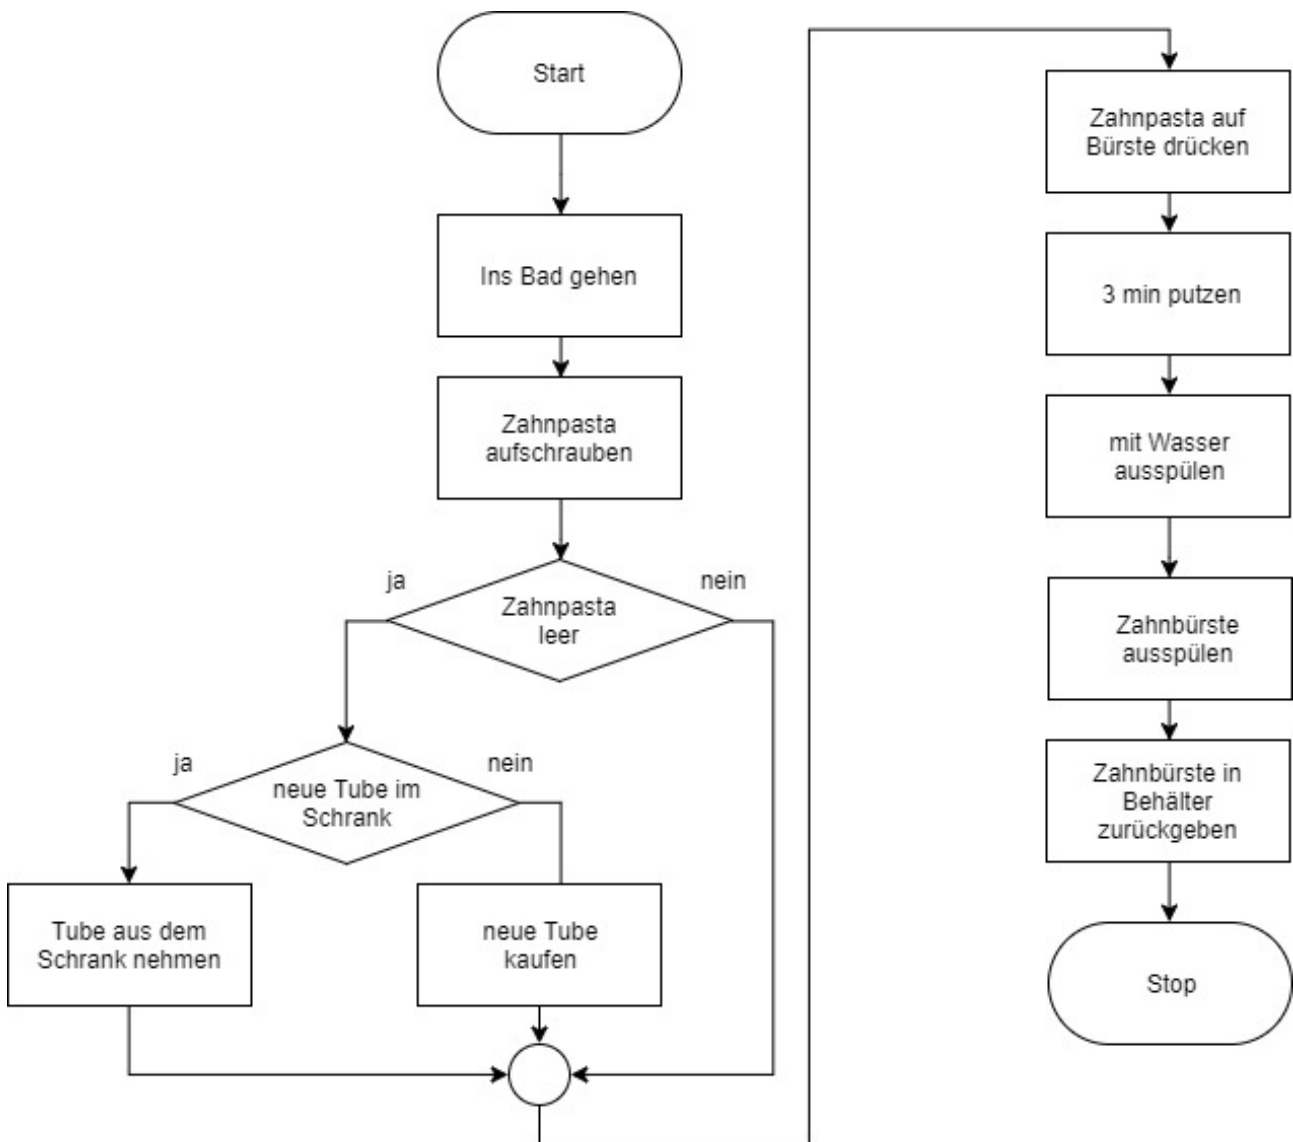 Start
Ins Bad gehen
Zahnpasta
aufschrauben
ja
nein
Zahnpasta
leer
ja
nein
neue Tube im
Schrank
Tube aus dem
Schrank nehmen
neue Tube
kaufen
Zahnpasta auf
Bürste drücken
3 min putzen
mit Wasser
ausspülen
Zahnbürste
ausspülen
Zahnbürste in
Behälter
zurückgeben
Stop